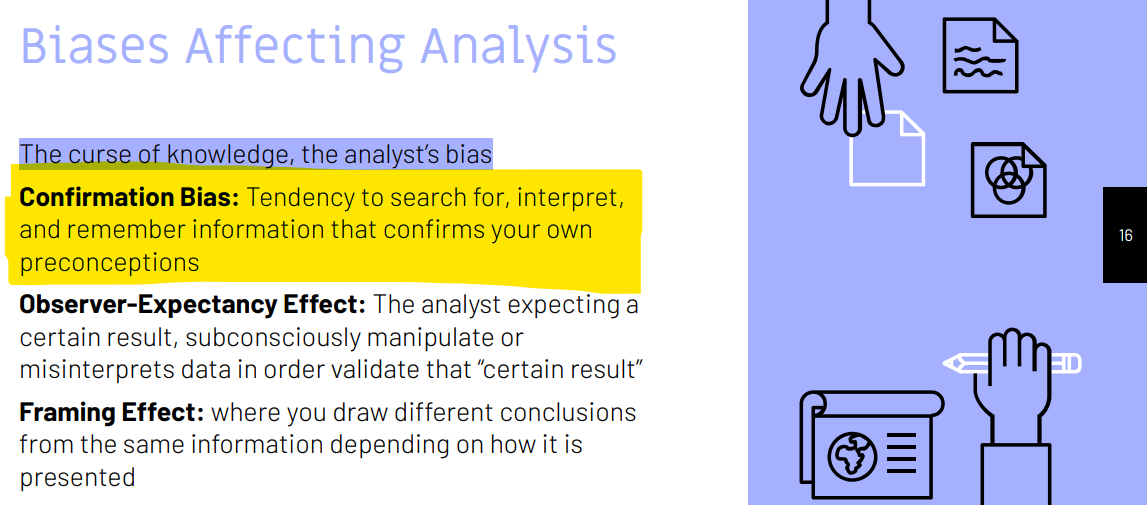 Biases Affecting Analysis
The curse of knowledge, the analyst's bias
Confirmation Bias: Tendency to search for, interpret,
and remember information that confirms your own
preconceptions
Observer-Expectancy Effect: The analyst expecting a
certain result, subconsciously manipulate or
misinterprets data in order validate that “certain result”
Framing Effect: where you draw different conclusions
from the same information depending on how it is
presented
16